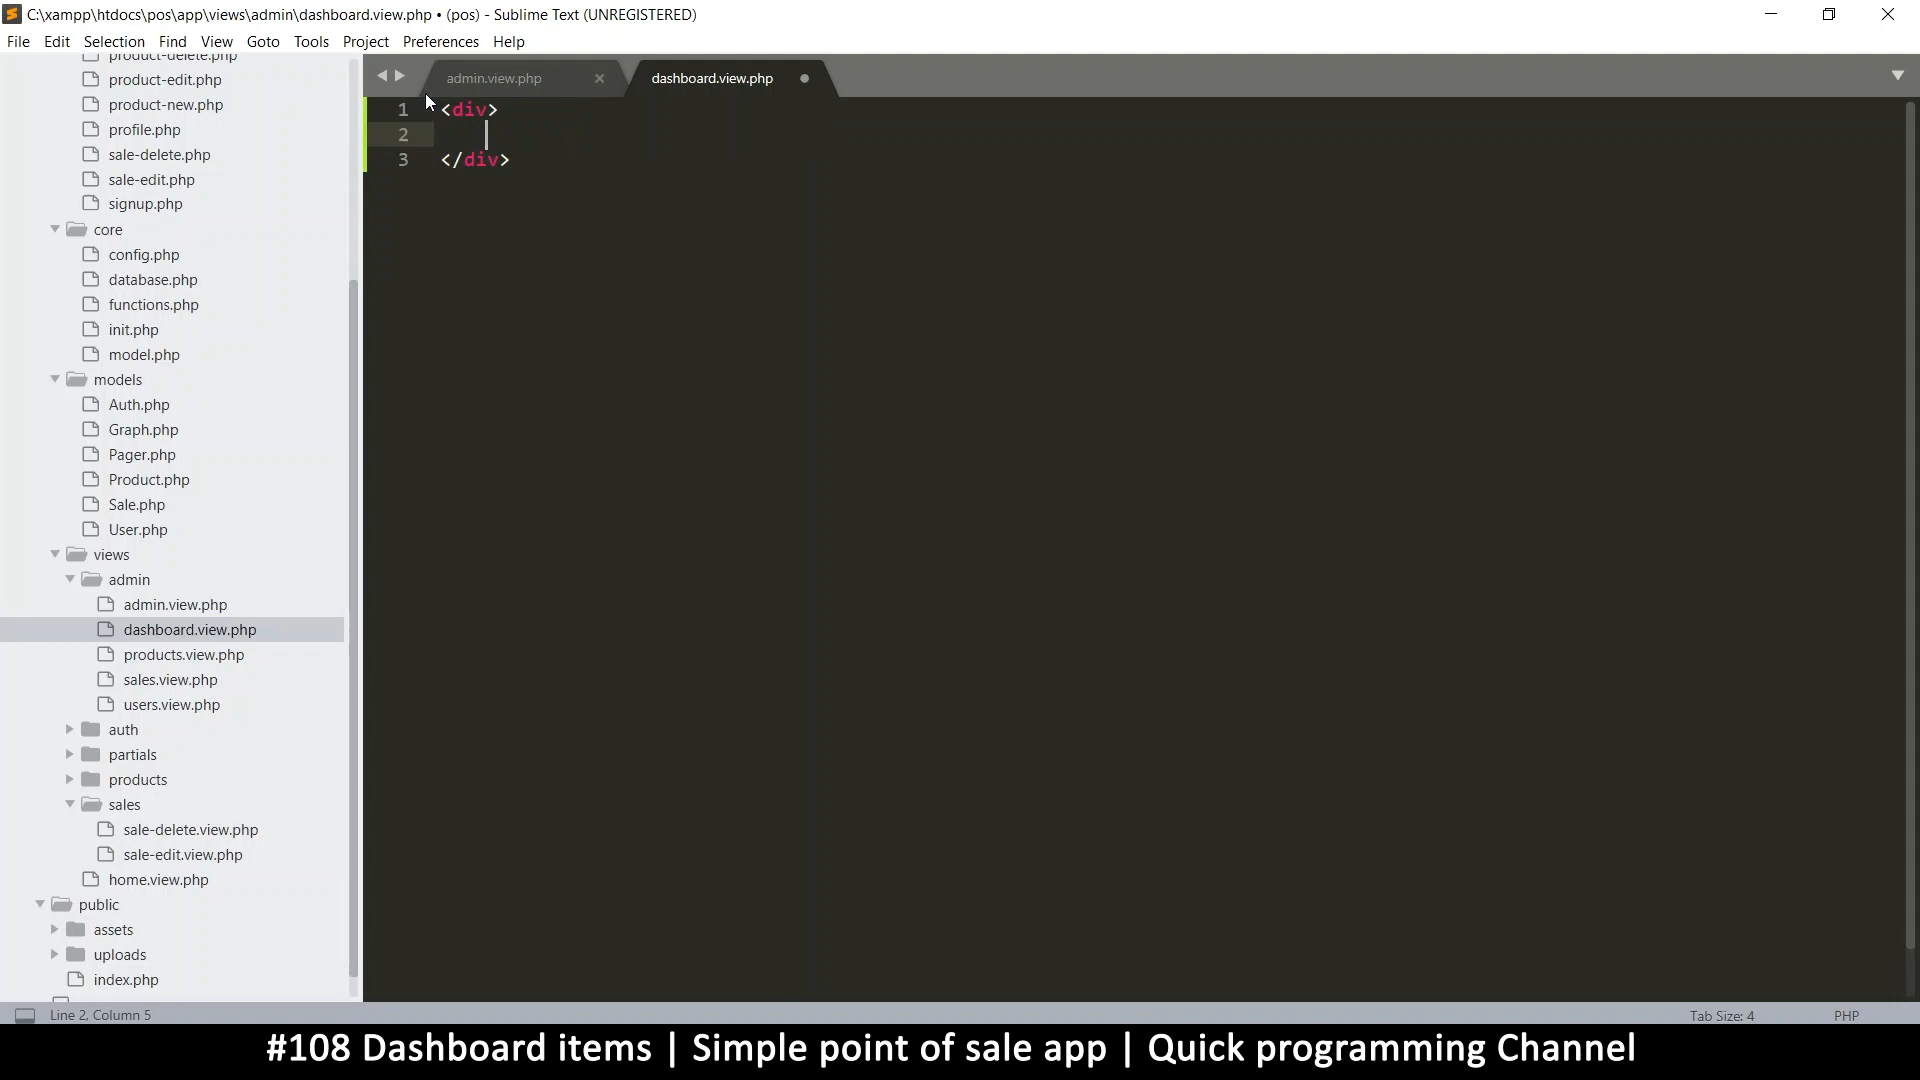 C:\xampp\htdocs\pos\app\views\admin\dashboard.view.php • (pos) - Sublime Text (UNREGISTERED)
File Edit Selection Find View Goto Tools Project Preferences Help
product-delete.php
product-edit.php
product-new.php
profile.php
sale-delete.php
sale-edit.php
signup.php
core
config.php
database.php
functions.php
init.php
model.php
models
Auth.php
Graph.php
Pager.php
Product.php
Sale.php
User.php
views
admin
admin.view.php
dashboard.view.php
products.view.php
sales.view.php
users.view.php
auth
partials
products
sales
sale-delete.view.php
sale-edit.view.php
home.view.php
public
assets
uploads
index.php
admin.view.php dashboard.view.php
1 <div>
2
3 </div>
Line 2, Column 5 Tab Size: 4 PHP
#108 Dashboard items | Simple point of sale app | Quick programming Channel